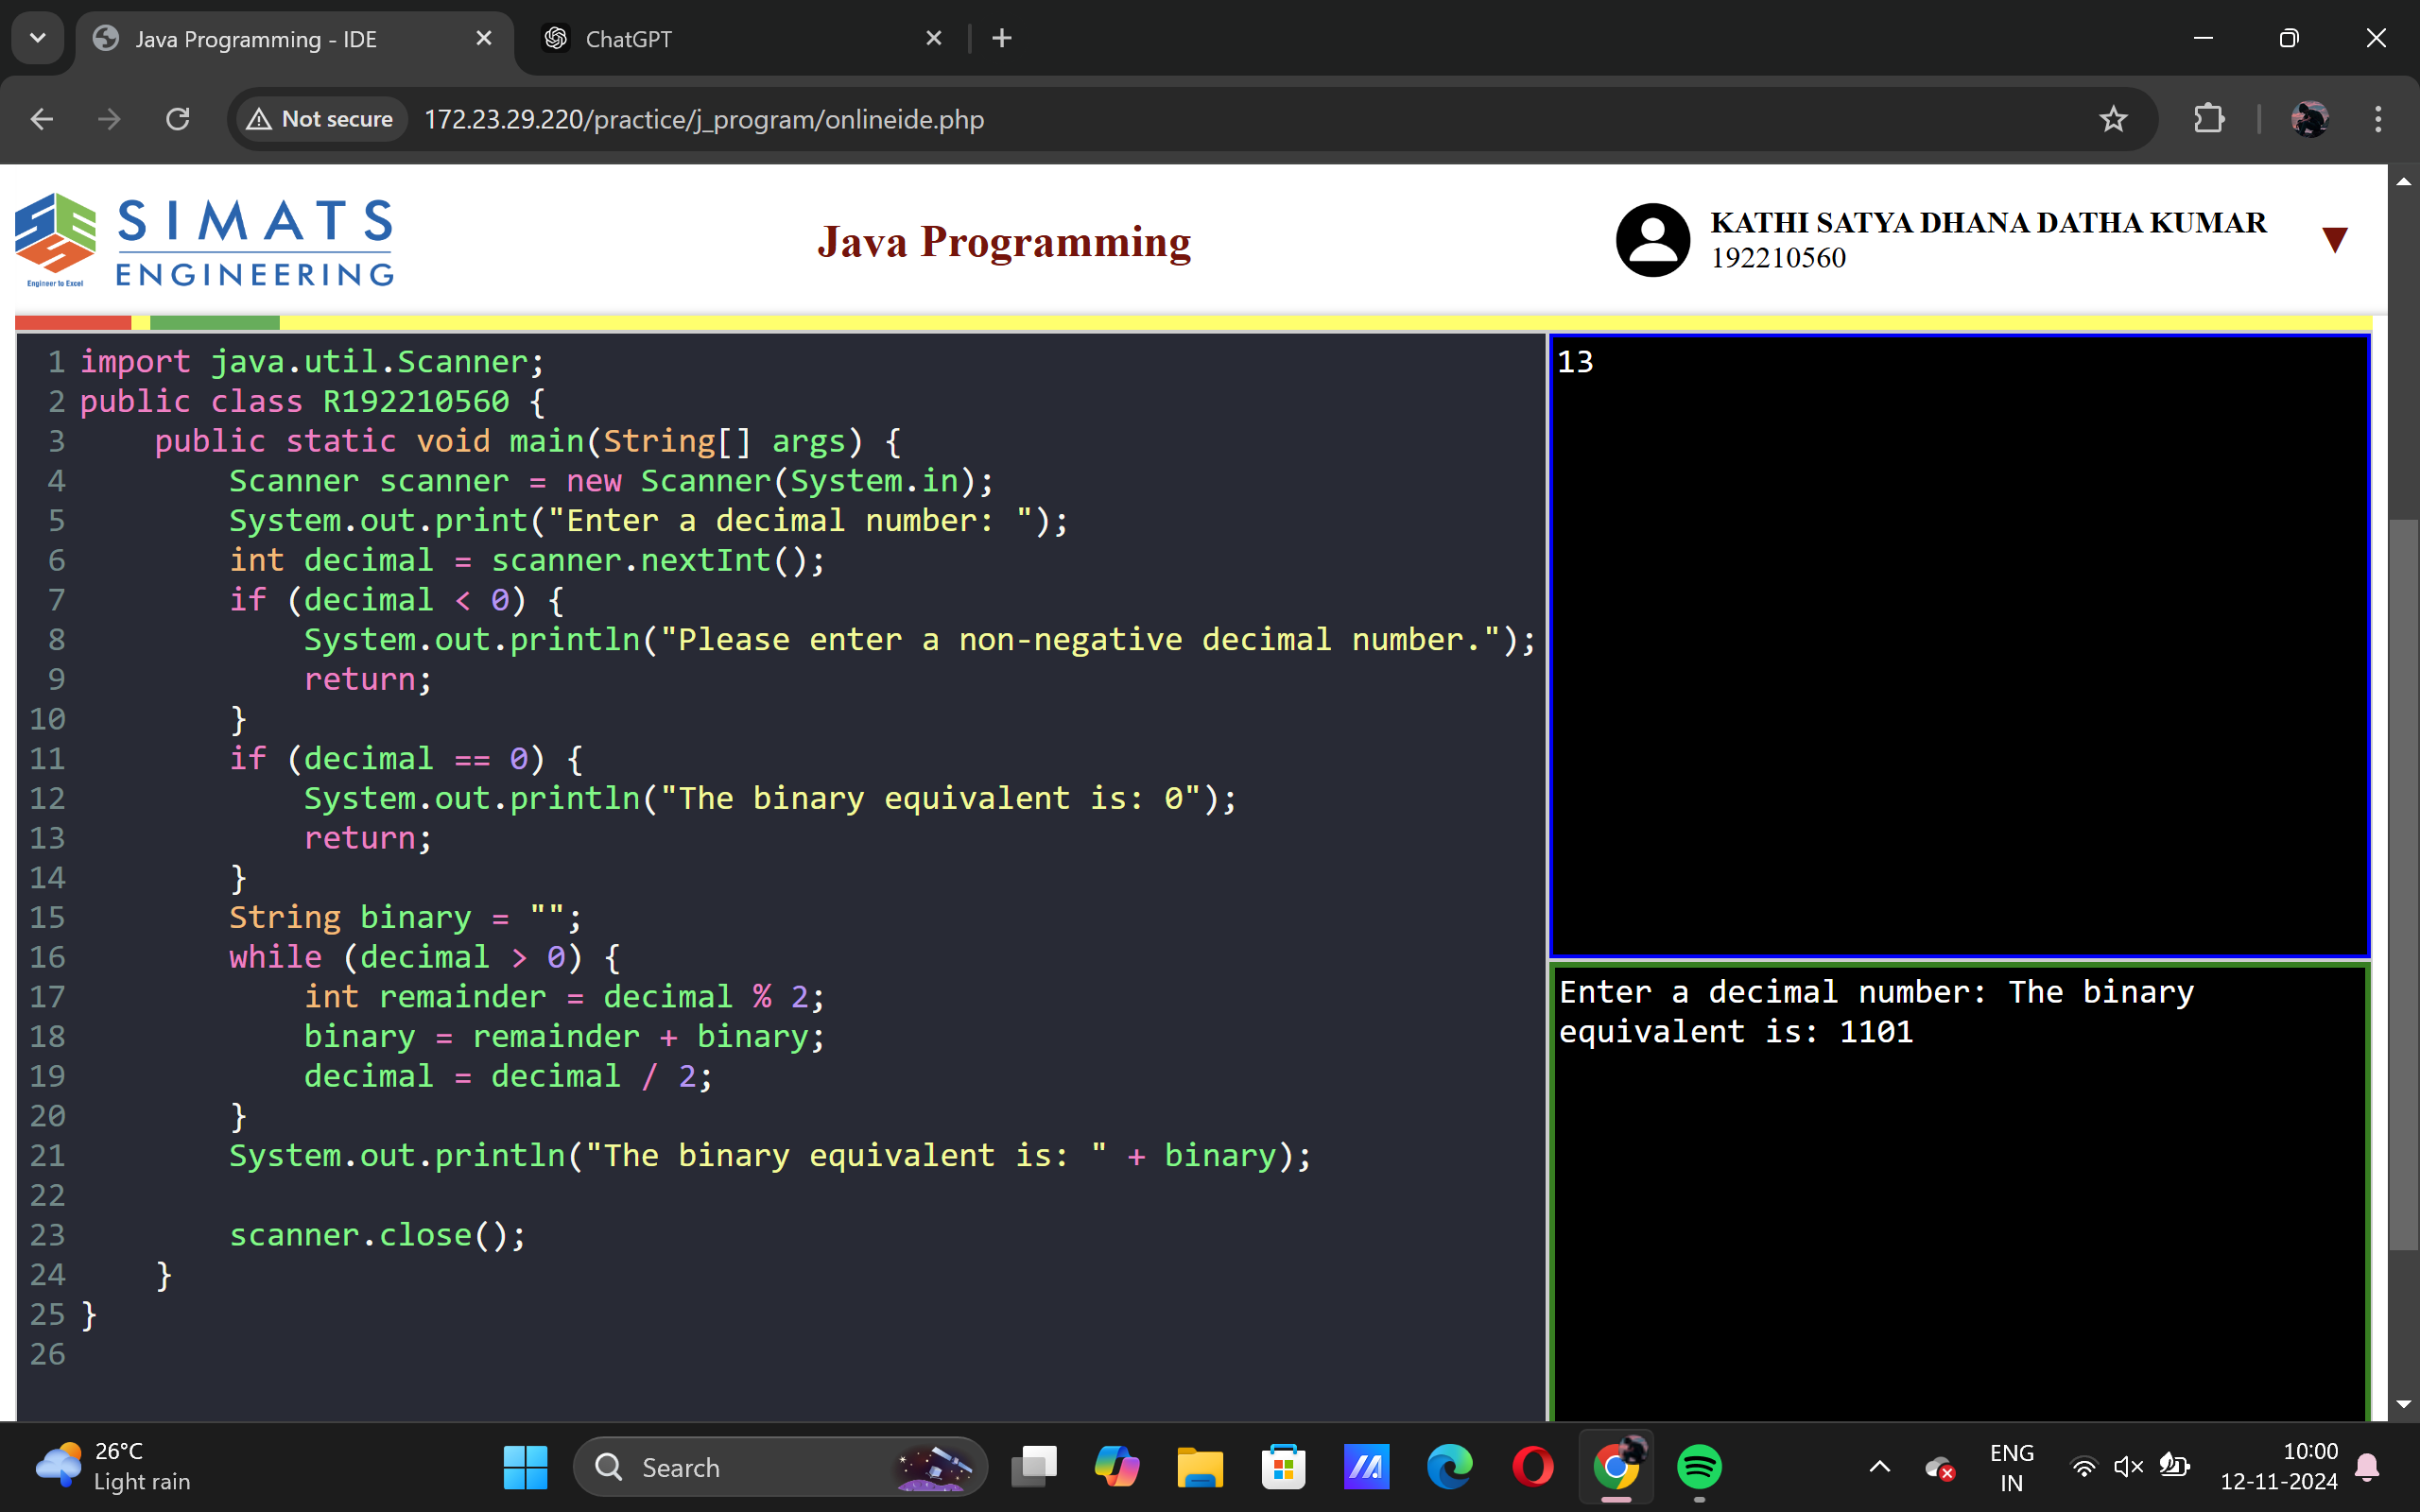 Java Programming - IDE
ChatGPT
Not secure
172.23.29.220/practice/j_program/onlineide.php
SIMATS
ENGINEERING
Engineer to Excel
Java Programming
KATHI SATYA DHANA DATHA KUMAR
192210560
1 import java.util.Scanner;
2 public class R192210560 {
3     public static void main(String[] args) {
4         Scanner scanner = new Scanner(System.in);
5         System.out.print("Enter a decimal number: ");
6         int decimal = scanner.nextInt();
7         if (decimal < 0) {
8             System.out.println("Please enter a non-negative decimal number.");
9             return;
10         }
11         if (decimal == 0) {
12             System.out.println("The binary equivalent is: 0");
13             return;
14         }
15         String binary = "";
16         while (decimal > 0) {
17             int remainder = decimal % 2;
18             binary = remainder + binary;
19             decimal = decimal / 2;
20         }
21         System.out.println("The binary equivalent is: " + binary);
22
23         scanner.close();
24     }
25 }
26
13
Enter a decimal number: The binary
equivalent is: 1101
26°C
Light rain
Search
ENG
IN
10:00
12-11-2024